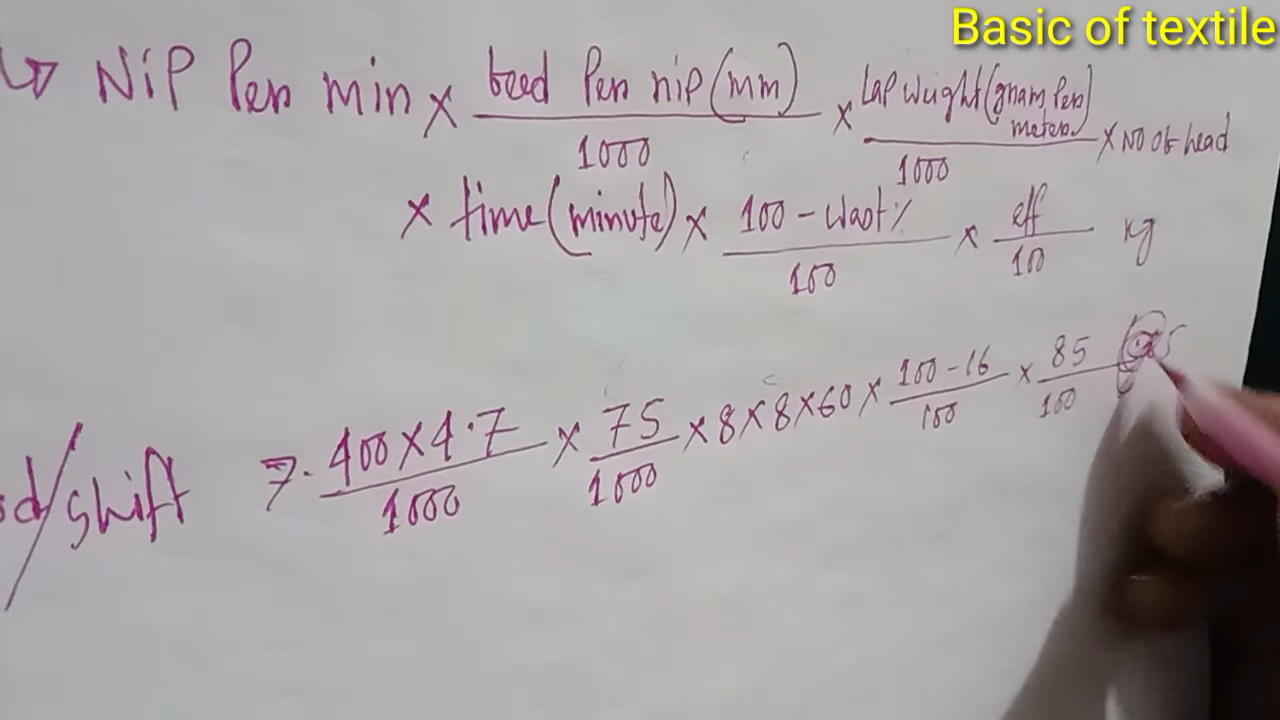 Basic of textile
NiP Per min × feed Per nip (mm) / 1000 × Lap weight (gram Per meter) / 1000 × No of head
× time (minute) × 100 - wast % / 100 × eff / 100 kg
/shift 7. 400 × 4.7 / 1000 × 75 / 1000 × 8 × 8 × 60 × 100 - 16 / 100 × 85 / 100